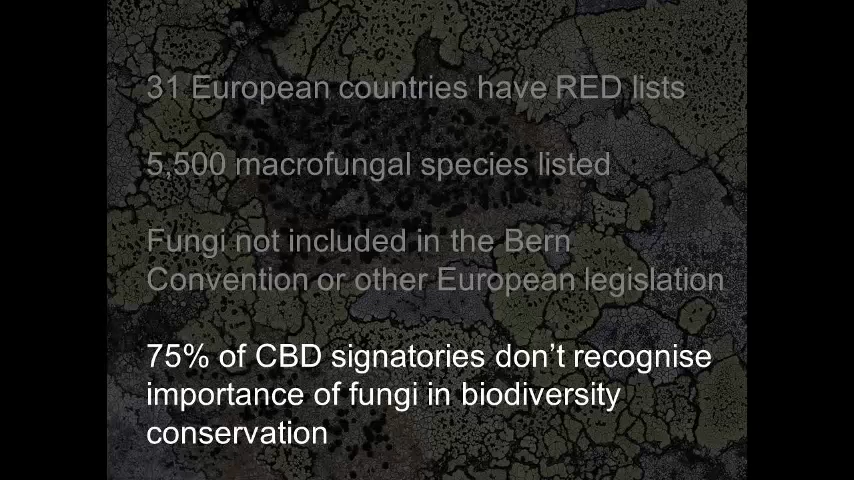 31 European countries have RED lists
5,500 macrofungal species listed
Fungi not included in the Bern
Convention or other European legislation
75% of CBD signatories don’t recognise
importance of fungi in biodiversity
conservation